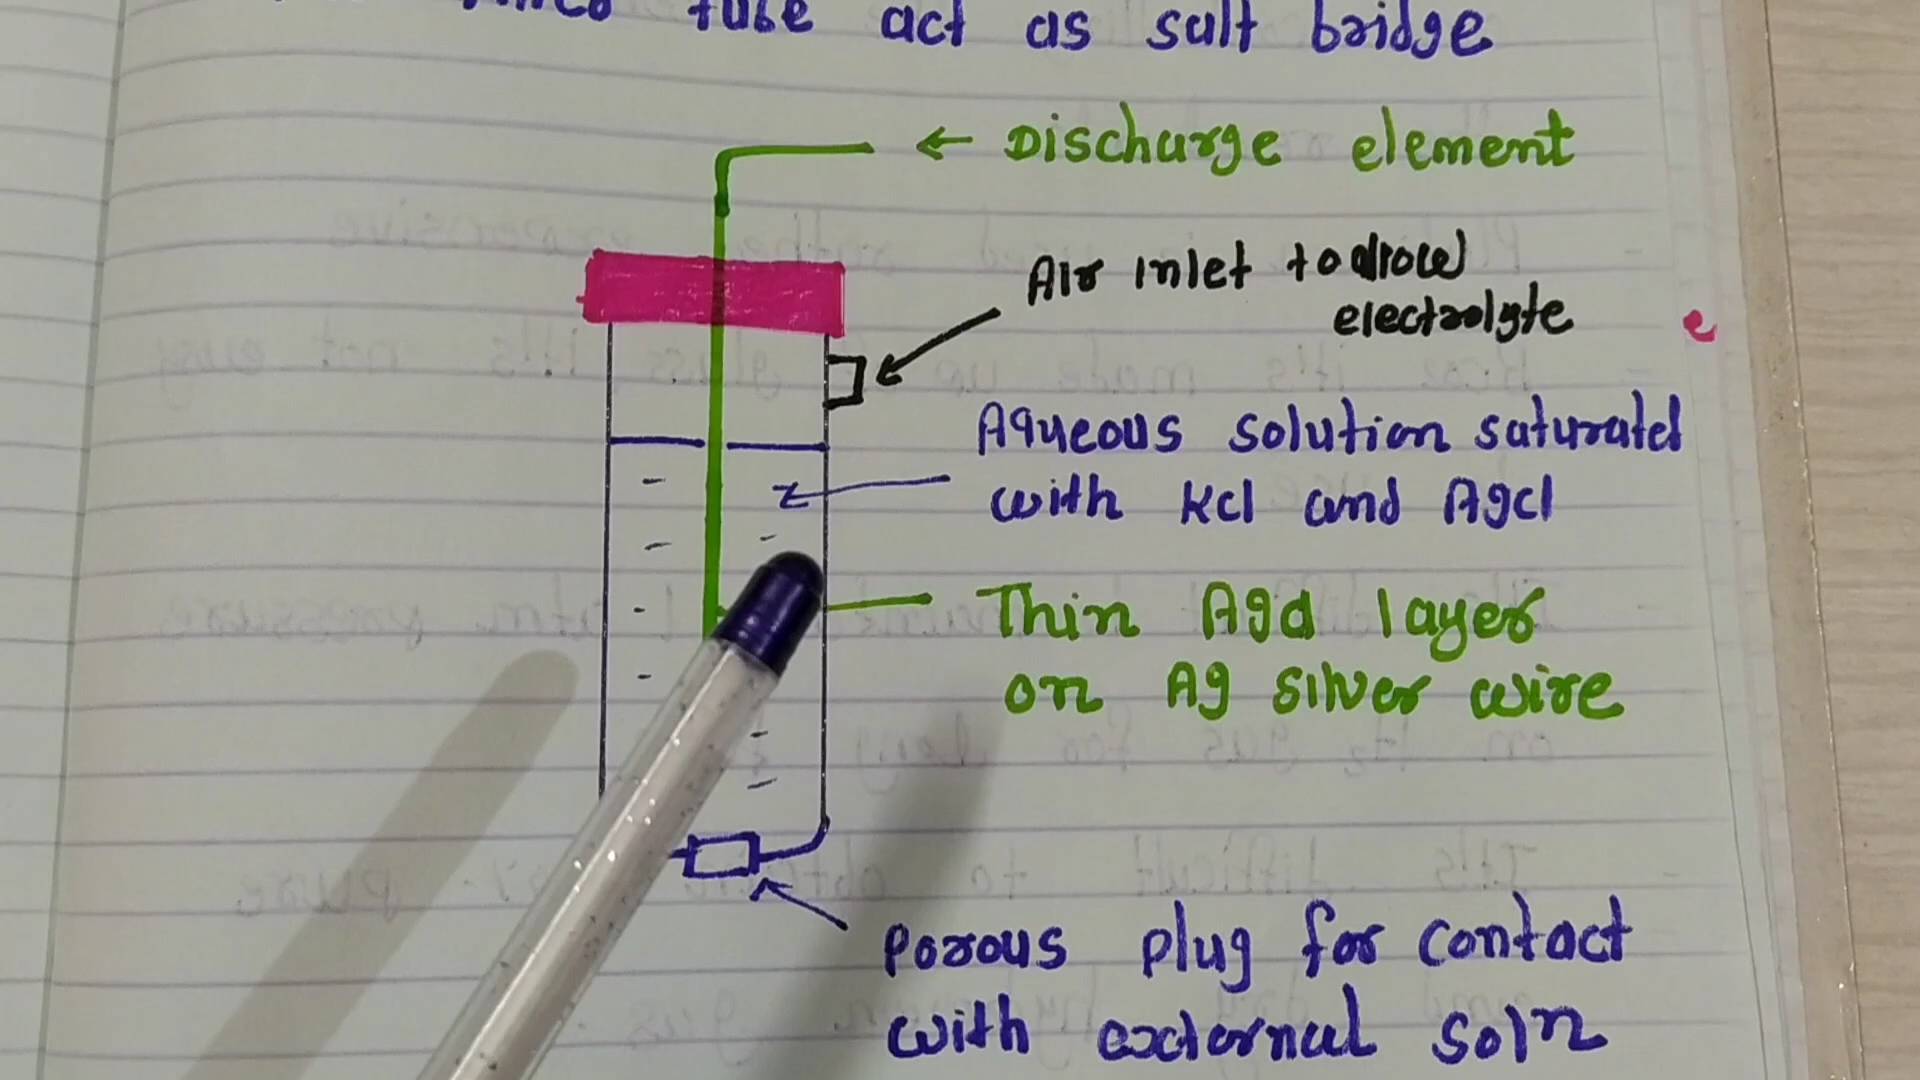 tube act as salt bridge
← Discharge element
Air inlet to allow
electrolyte
e
Aqueous solution saturated
with KCl and AgCl
Thin AgCl layer
on Ag silver wire
Porous plug for contact
with external soln